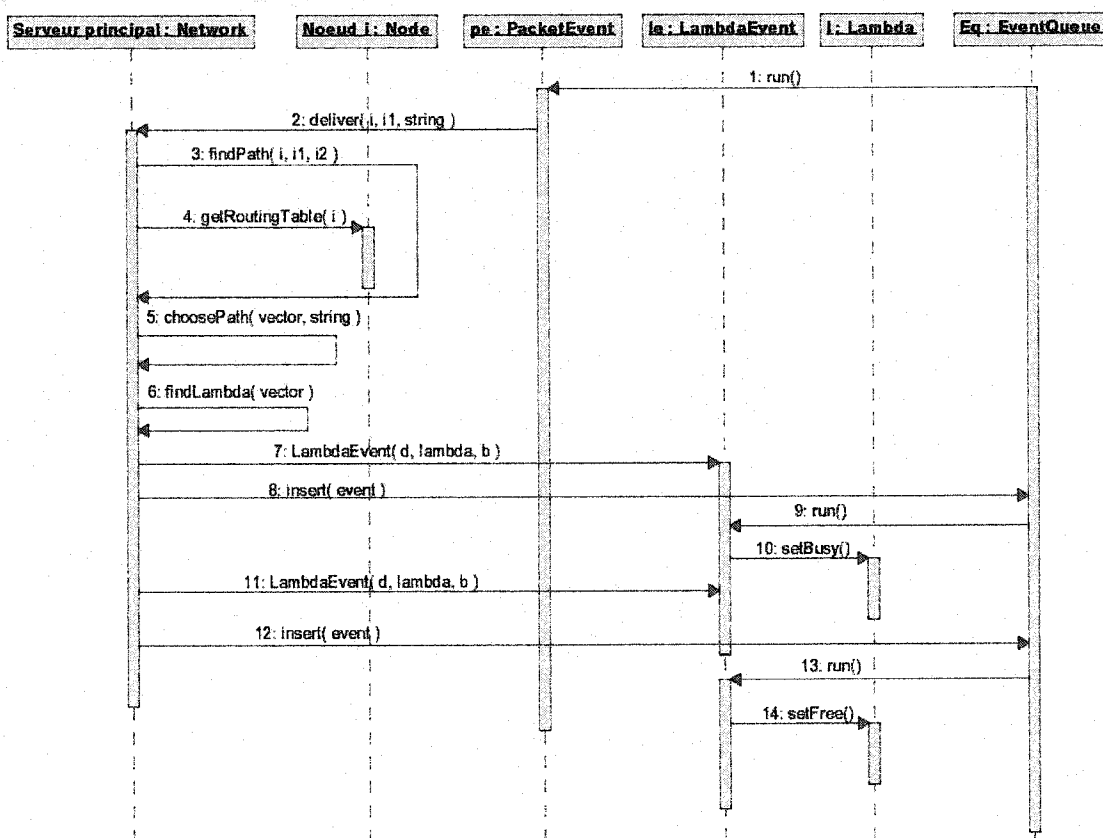 Serveur principal : Network
Noeud i : Node
pe : PacketEvent
le : LambdaEvent
l : Lambda
Eq : EventQueue
1: run()
2: deliver( i, i1, string )
3: findPath( i, i1, i2 )
4: getRoutingTable( i )
5: choosePath( vector, string )
6: findLambda( vector )
7: LambdaEvent( d, lambda, b )
8: insert( event )
9: run()
10: setBusy()
11: LambdaEvent( d, lambda, b )
12: insert( event )
13: run()
14: setFree()